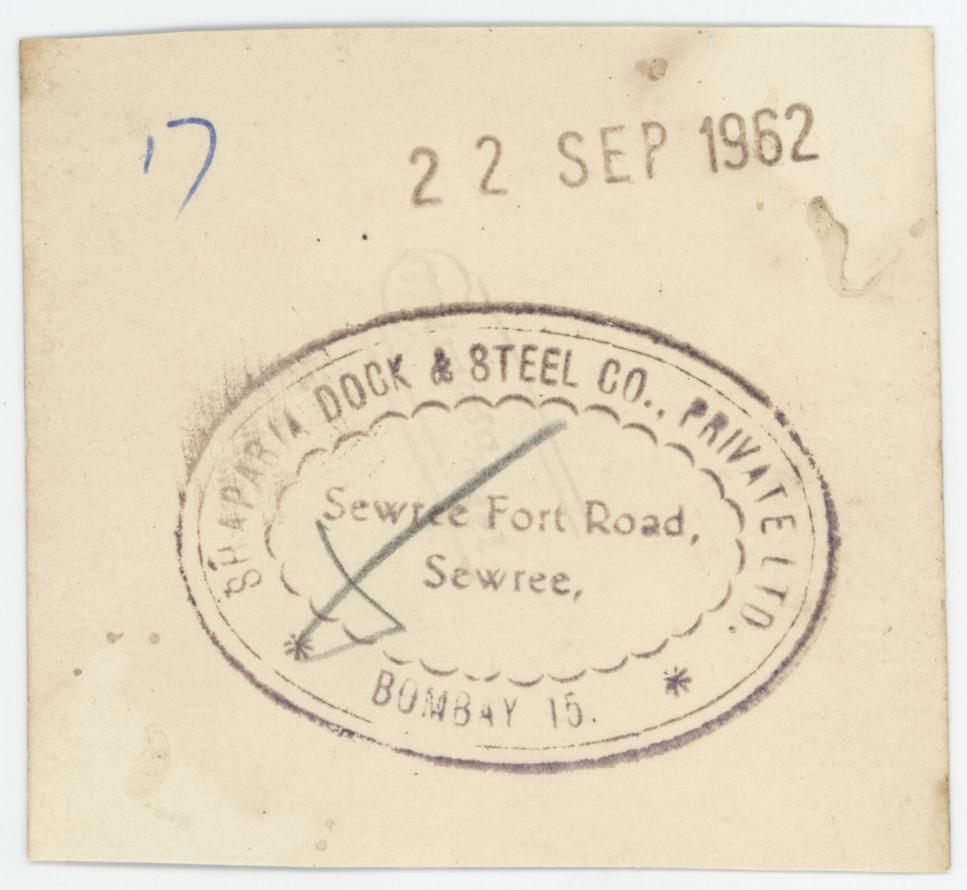 17
22 SEP 1962
SHAPARIA DOCK & STEEL CO., PRIVATE LTD.
Sewree Fort Road,
Sewree,
BOMBAY 15.